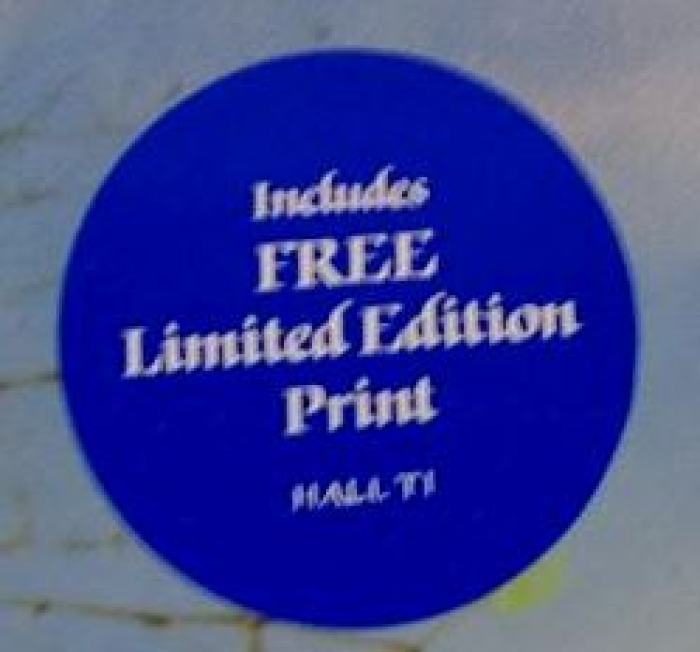 Includes
FREE
Limited Edition
Print